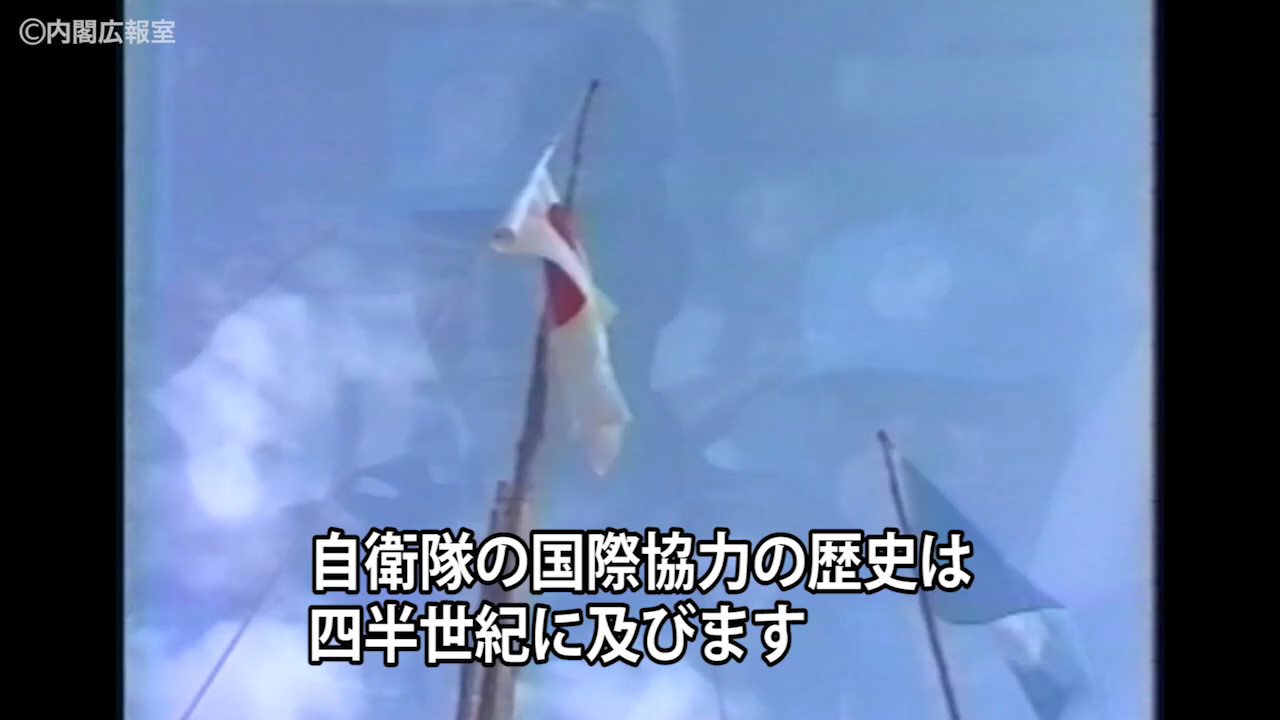 ©内閣広報室
自衛隊の国際協力の歴史は
四半世紀に及びます